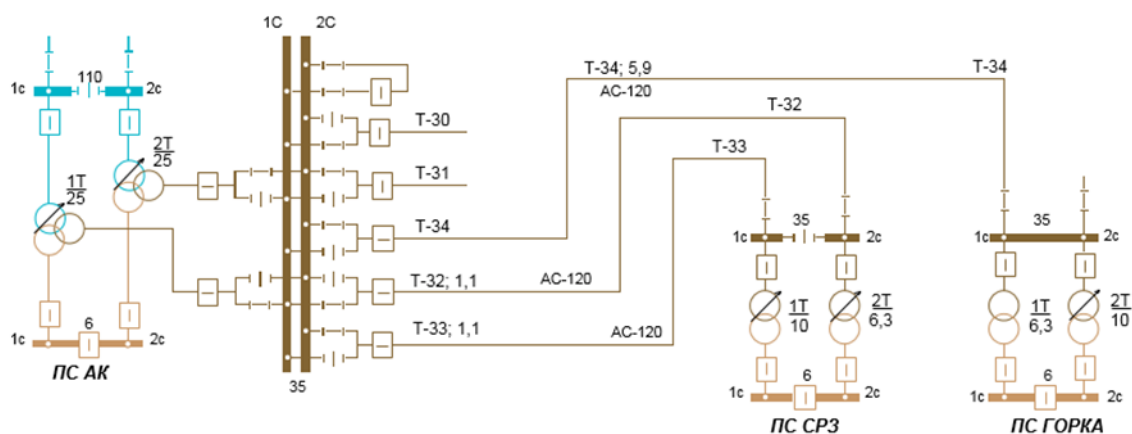 1С 2С
1с 110 2с
2Т
25
1Т
25
1с 6 2с
ПС АК
35
Т-30
Т-31
Т-34
Т-32; 1,1
АС-120
Т-33; 1,1
АС-120
Т-34; 5,9
АС-120
Т-34
Т-32
Т-33
1с 35 2с
1Т
10
2Т
6,3
1с 6 2с
ПС СРЗ
1с 35 2с
1Т
6,3
2Т
10
1с 6 2с
ПС ГОРКА